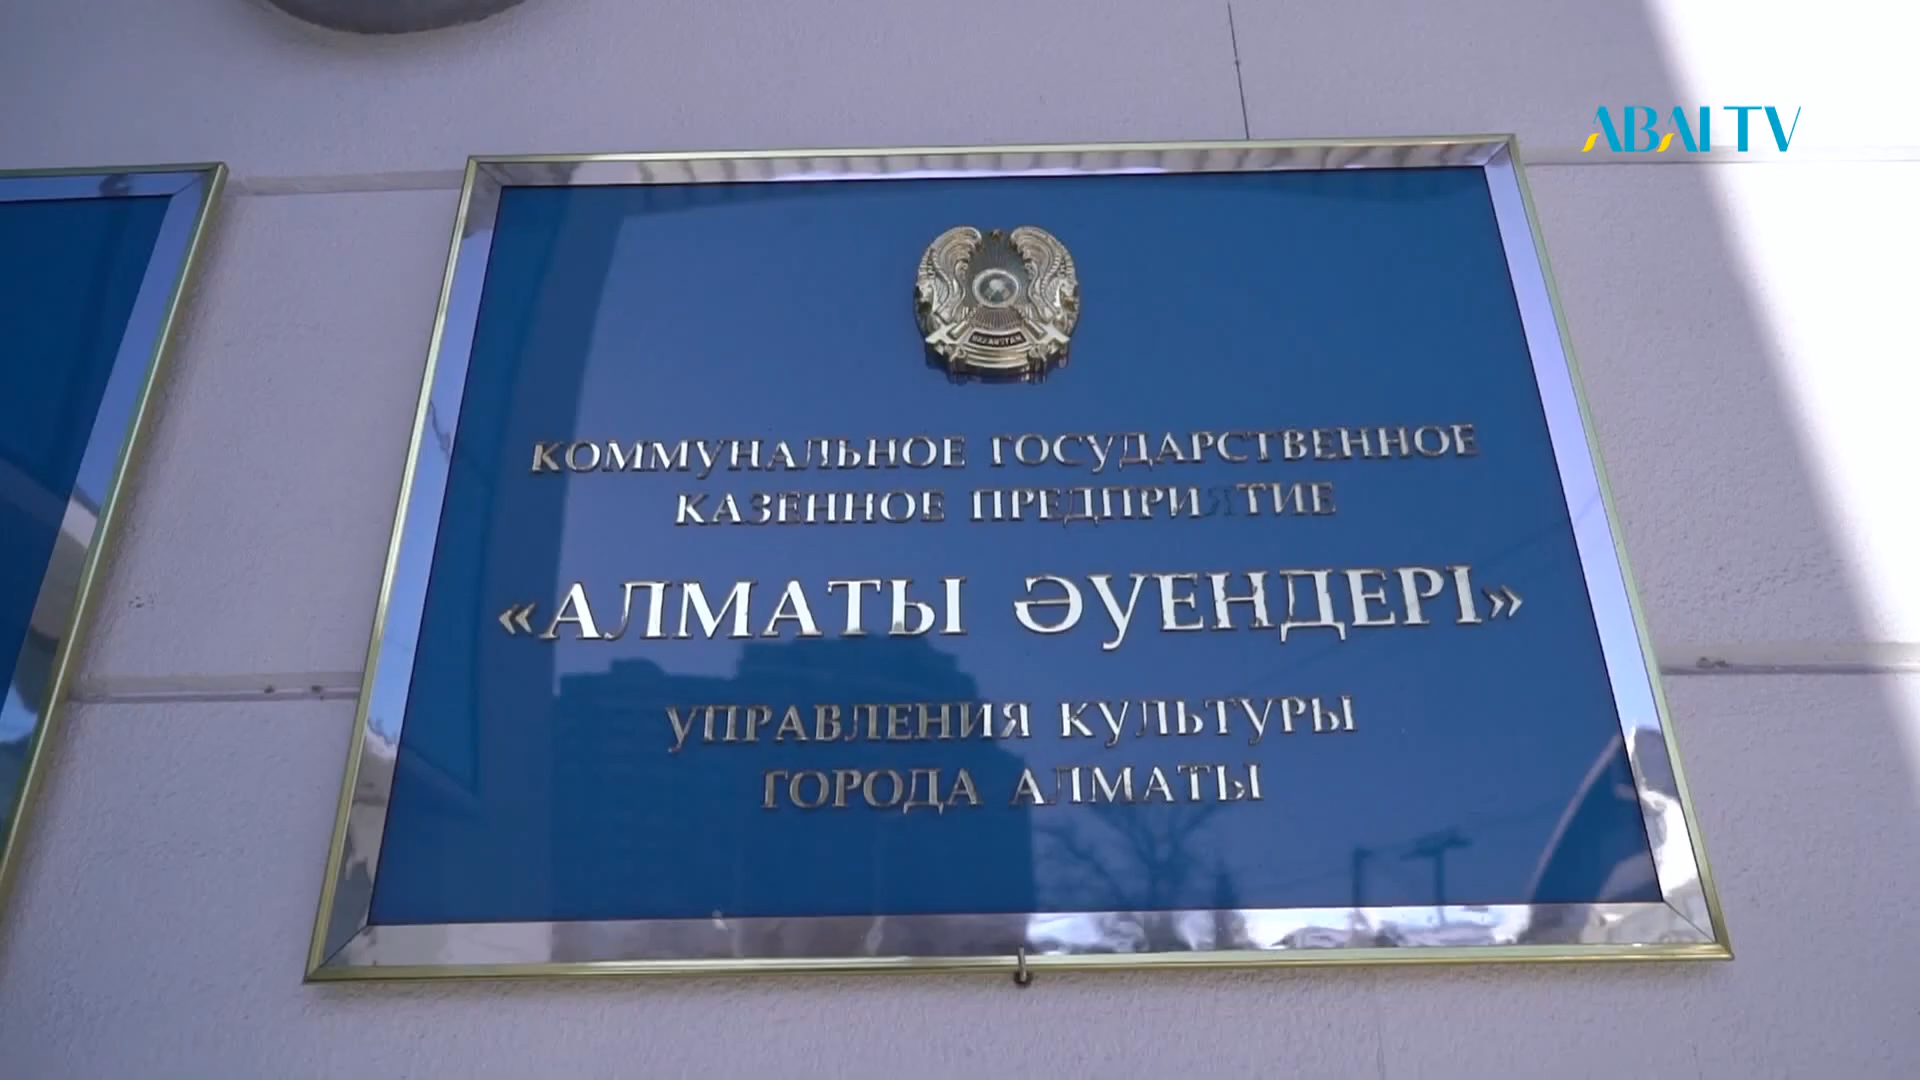 ABAI TV
КОММУНАЛЬНОЕ ГОСУДАРСТВЕННОЕ
КАЗЕННОЕ ПРЕДПРИЯТИЕ
«АЛМАТЫ ӘУЕНДЕРІ»
УПРАВЛЕНИЯ КУЛЬТУРЫ
ГОРОДА АЛМАТЫ